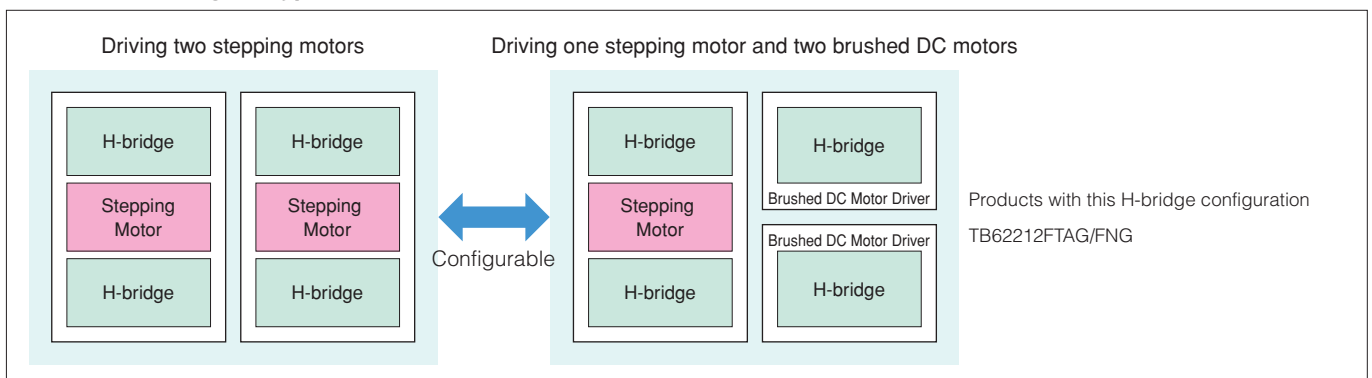 Driving two stepping motors
H-bridge
Stepping
Motor
H-bridge
H-bridge
Stepping
Motor
H-bridge
Configurable
Driving one stepping motor and two brushed DC motors
H-bridge
Stepping
Motor
H-bridge
H-bridge
Brushed DC Motor Driver
Brushed DC Motor Driver
H-bridge
Products with this H-bridge configuration
TB62212FTAG/FNG